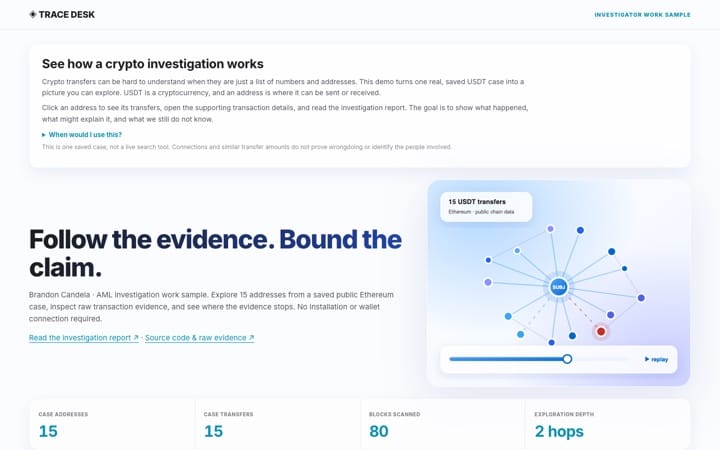 TRACE DESK
INVESTIGATOR WORK SAMPLE
See how a crypto investigation works
Crypto transfers can be hard to understand when they are just a list of numbers and addresses. This demo turns one real, saved USDT case into a
picture you can explore. USDT is a cryptocurrency, and an address is where it can be sent or received.
Click an address to see its transfers, open the supporting transaction details, and read the investigation report. The goal is to show what happened,
what might explain it, and what we still do not know.
▸ When would I use this?
This is one saved case, not a live search tool. Connections and similar transfer amounts do not prove wrongdoing or identify the people involved.
15 USDT transfers
Ethereum · public chain data
SUBJ
▶ replay
Follow the evidence. Bound the
claim.
Brandon Candela · AML investigation work sample. Explore 15 addresses from a saved public Ethereum
case, inspect raw transaction evidence, and see where the evidence stops. No installation or wallet
connection required.
Read the investigation report ↗ · Source code & raw evidence ↗
CASE ADDRESSES
15
CASE TRANSFERS
15
BLOCKS SCANNED
80
EXPLORATION DEPTH
2 hops